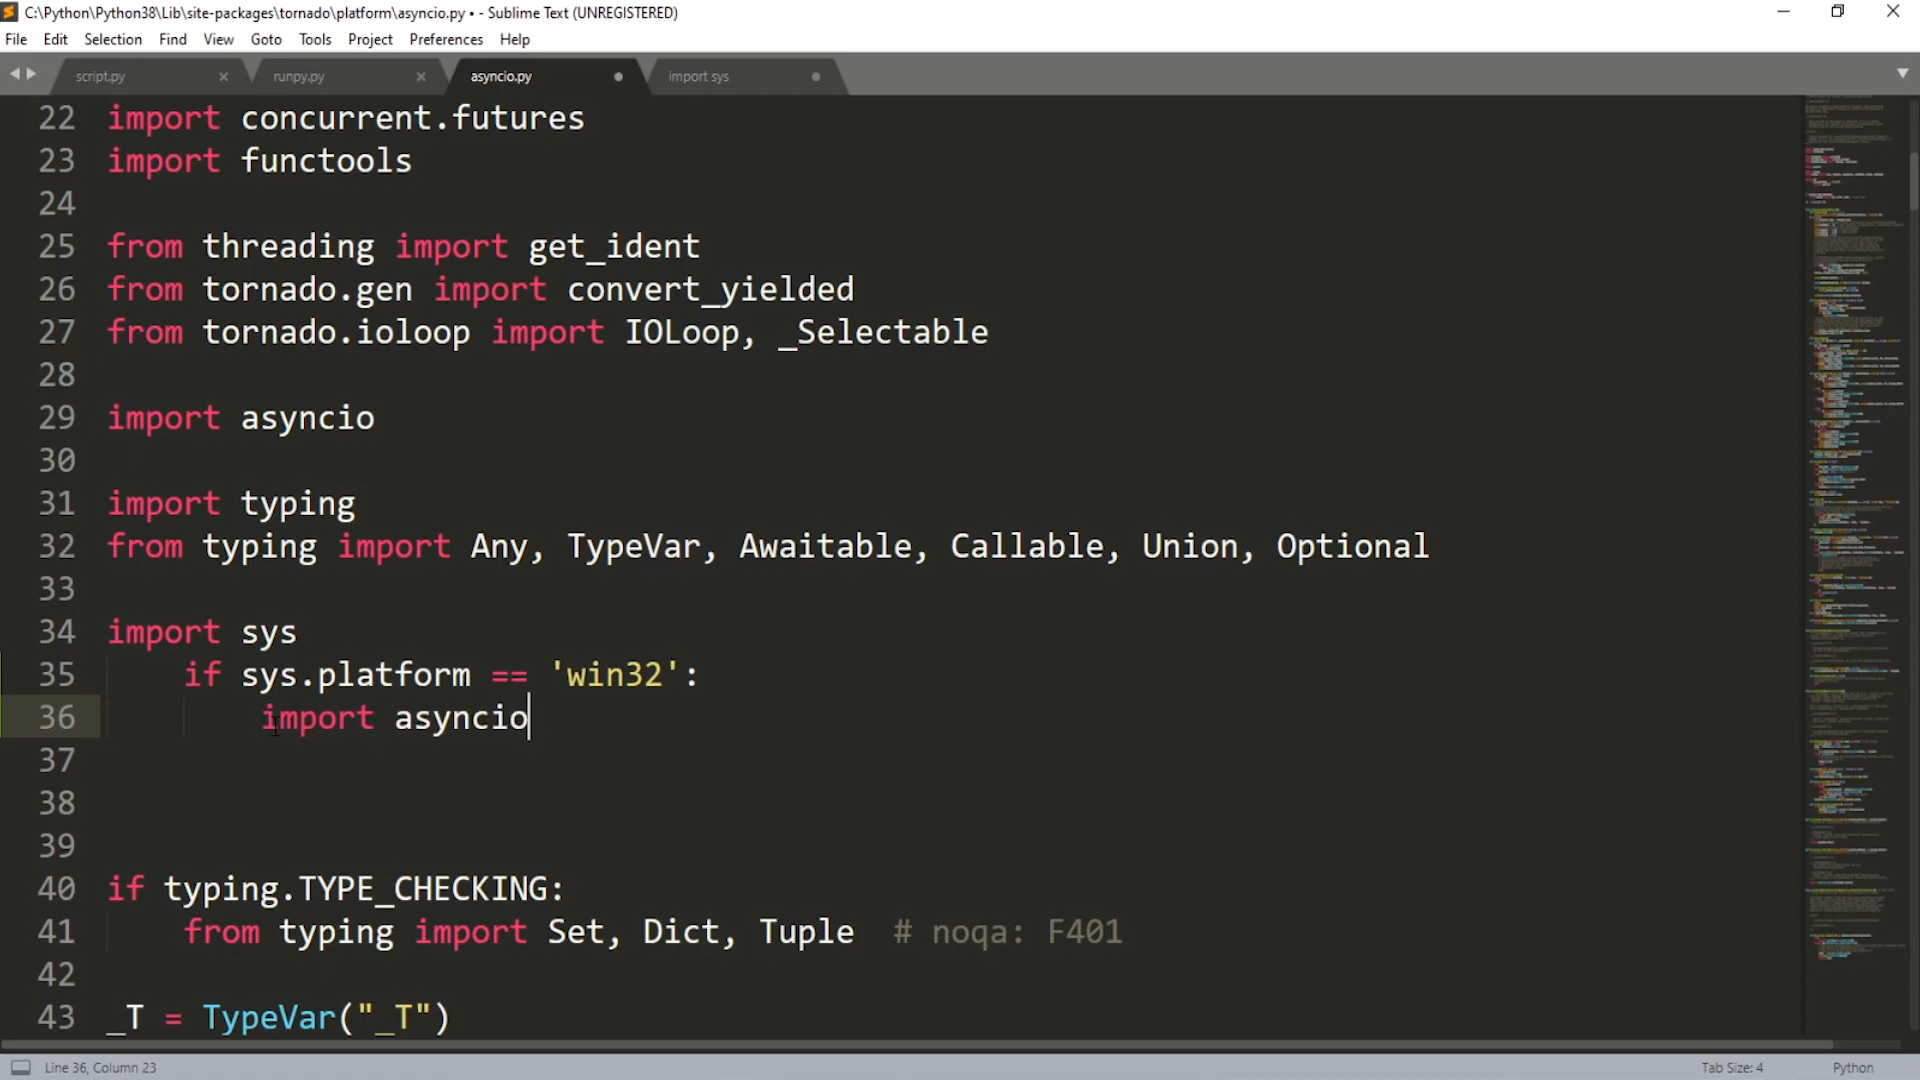 C:\Python\Python38\Lib\site-packages\tornado\platform\asyncio.py • - Sublime Text (UNREGISTERED)
File Edit Selection Find View Goto Tools Project Preferences Help
script.py runpy.py asyncio.py import sys
22 import concurrent.futures
23 import functools
24
25 from threading import get_ident
26 from tornado.gen import convert_yielded
27 from tornado.ioloop import IOLoop, _Selectable
28
29 import asyncio
30
31 import typing
32 from typing import Any, TypeVar, Awaitable, Callable, Union, Optional
33
34 import sys
35     if sys.platform == 'win32':
36         import asyncio
37
38
39
40 if typing.TYPE_CHECKING:
41     from typing import Set, Dict, Tuple  # noqa: F401
42
43 _T = TypeVar("_T")
Line 36, Column 23 Tab Size: 4 Python